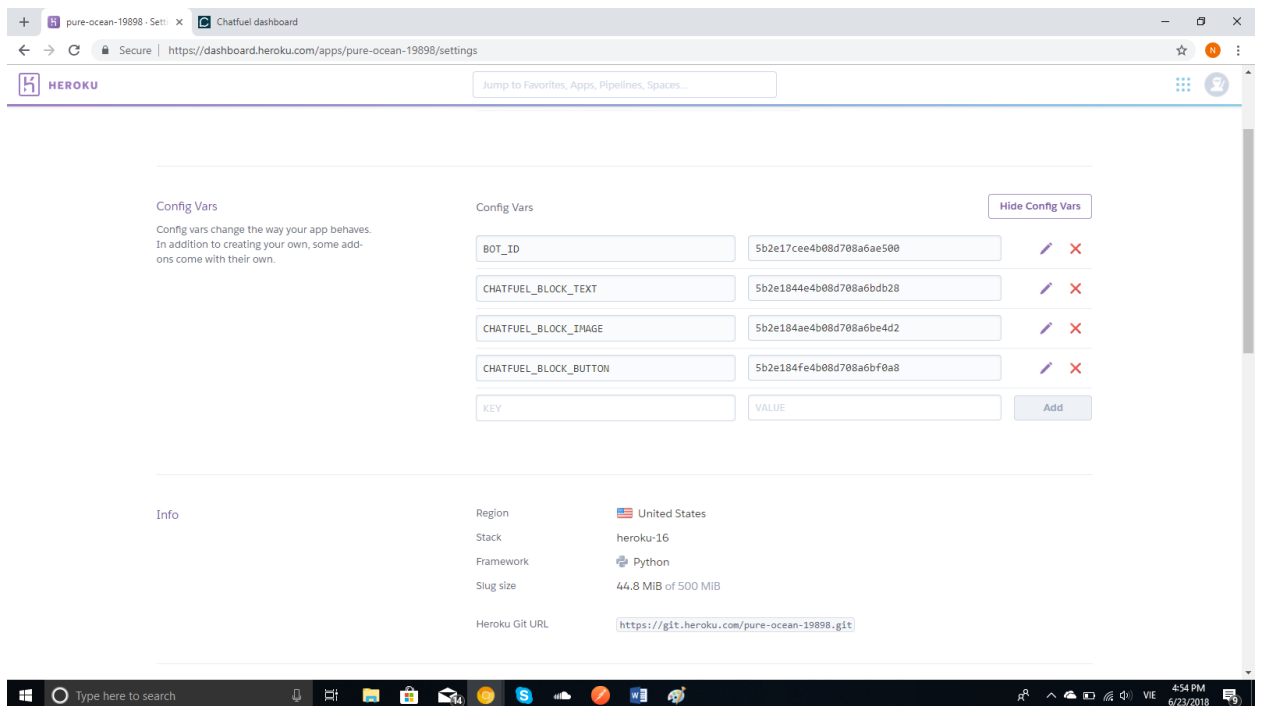 pure-ocean-19898 · Setti
Chatfuel dashboard
Secure | https://dashboard.heroku.com/apps/pure-ocean-19898/settings
N
HEROKU
Jump to Favorites, Apps, Pipelines, Spaces...
Config Vars
Config vars change the way your app behaves.
In addition to creating your own, some add-
ons come with their own.
Config Vars
Hide Config Vars
BOT_ID 5b2e17cee4b08d708a6ae500
CHATFUEL_BLOCK_TEXT 5b2e1844e4b08d708a6bdb28
CHATFUEL_BLOCK_IMAGE 5b2e184ae4b08d708a6be4d2
CHATFUEL_BLOCK_BUTTON 5b2e184fe4b08d708a6bf0a8
KEY VALUE Add
Info
Region United States
Stack heroku-16
Framework Python
Slug size 44.8 MiB of 500 MiB
Heroku Git URL https://git.heroku.com/pure-ocean-19898.git
Type here to search
14
VIE
4:54 PM
6/23/2018
9